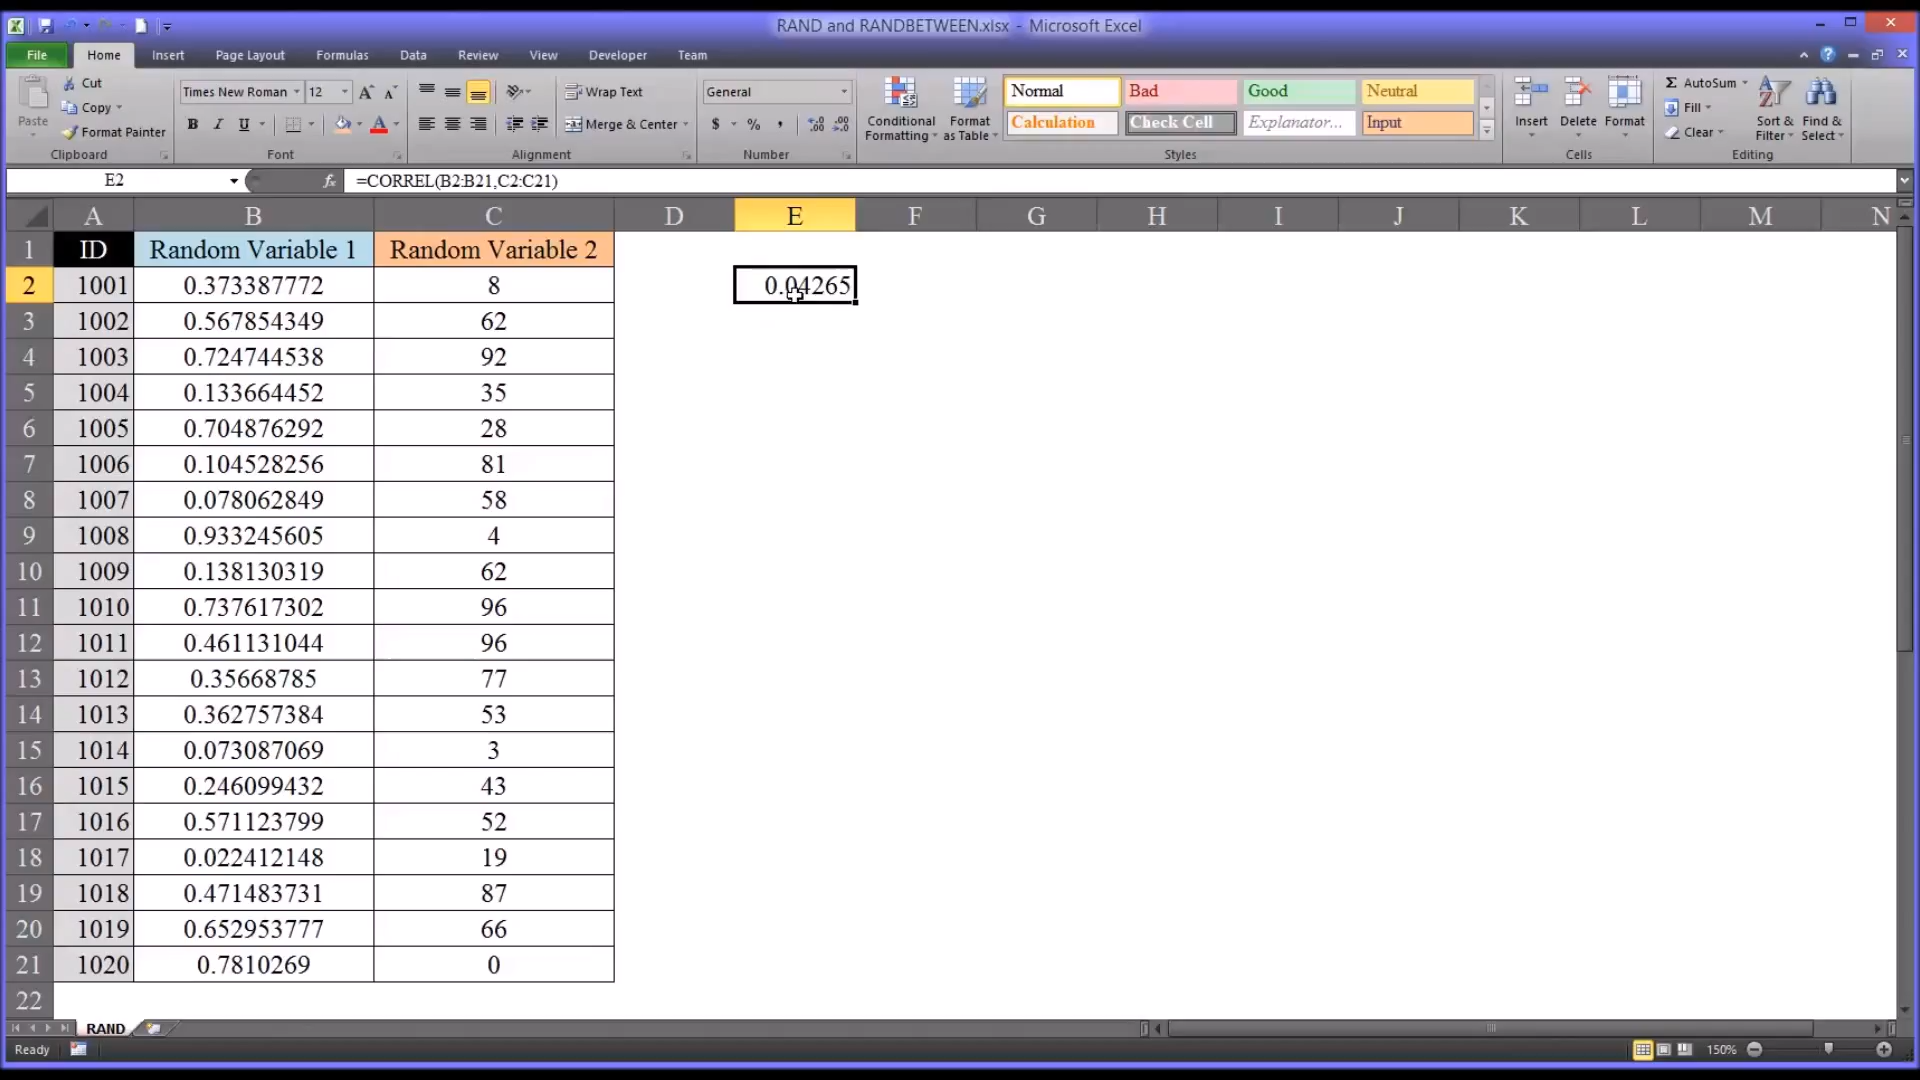 RAND and RANDBETWEEN.xlsx - Microsoft Excel
File Home Insert Page Layout Formulas Data Review View Developer Team
Paste
Cut
Copy
Format Painter
Clipboard
Times New Roman 12
B I U
Font
Wrap Text
Merge & Center
Alignment
General
$ % ,
Number
Conditional Formatting
Format as Table
Normal Bad Good Neutral
Calculation Check Cell Explanator... Input
Styles
Insert Delete Format
Cells
Σ AutoSum
Fill
Clear
Sort & Filter
Find & Select
Editing
E2 fx =CORREL(B2:B21,C2:C21)
A B C D E F G H I J K L M N
1 ID Random Variable 1 Random Variable 2
2 1001 0.373387772 8 0.04265
3 1002 0.567854349 62
4 1003 0.724744538 92
5 1004 0.133664452 35
6 1005 0.704876292 28
7 1006 0.104528256 81
8 1007 0.078062849 58
9 1008 0.933245605 4
10 1009 0.138130319 62
11 1010 0.737617302 96
12 1011 0.461131044 96
13 1012 0.35668785 77
14 1013 0.362757384 53
15 1014 0.073087069 3
16 1015 0.246099432 43
17 1016 0.571123799 52
18 1017 0.022412148 19
19 1018 0.471483731 87
20 1019 0.652953777 66
21 1020 0.7810269 0
22
RAND
Ready 150%